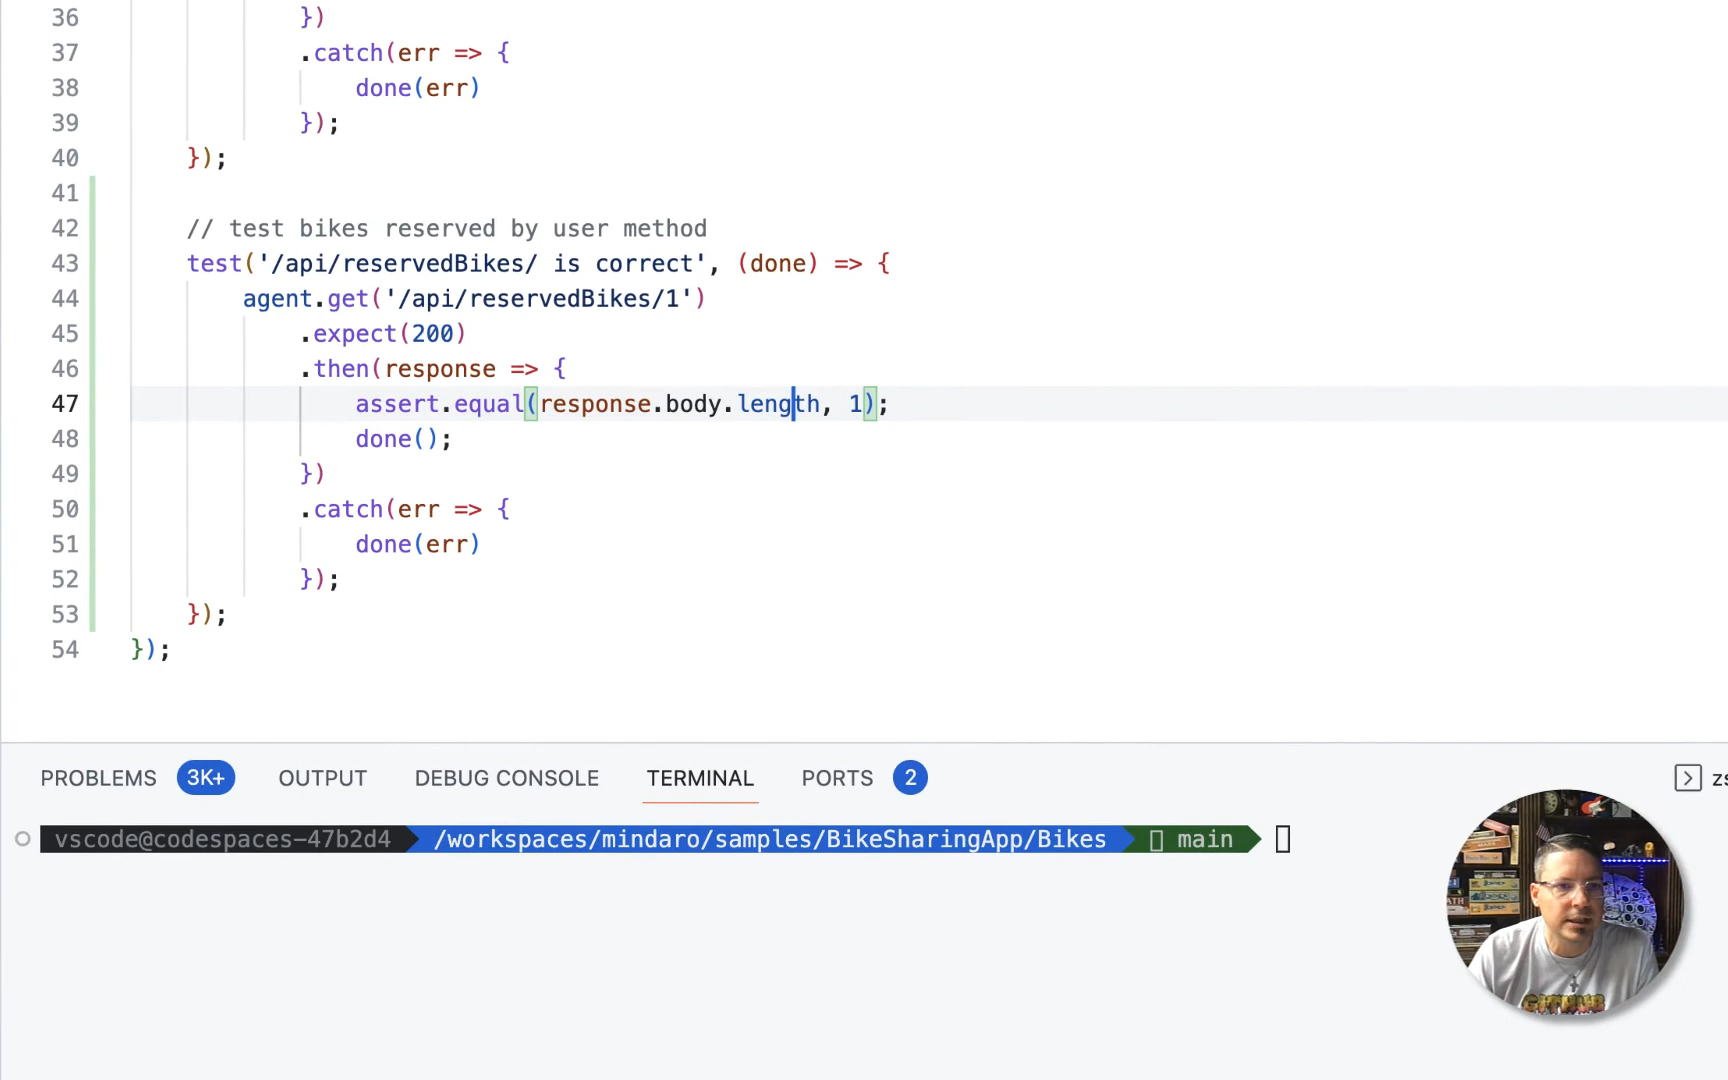 36 })
37 .catch(err => {
38 done(err)
39 });
40 });
41
42 // test bikes reserved by user method
43 test('/api/reservedBikes/ is correct', (done) => {
44 agent.get('/api/reservedBikes/1')
45 .expect(200)
46 .then(response => {
47 assert.equal(response.body.length, 1);
48 done();
49 })
50 .catch(err => {
51 done(err)
52 });
53 });
54 });
PROBLEMS 3K+ OUTPUT DEBUG CONSOLE TERMINAL PORTS 2
vscode@codespaces-47b2d4 /workspaces/mindaro/samples/BikeSharingApp/Bikes main